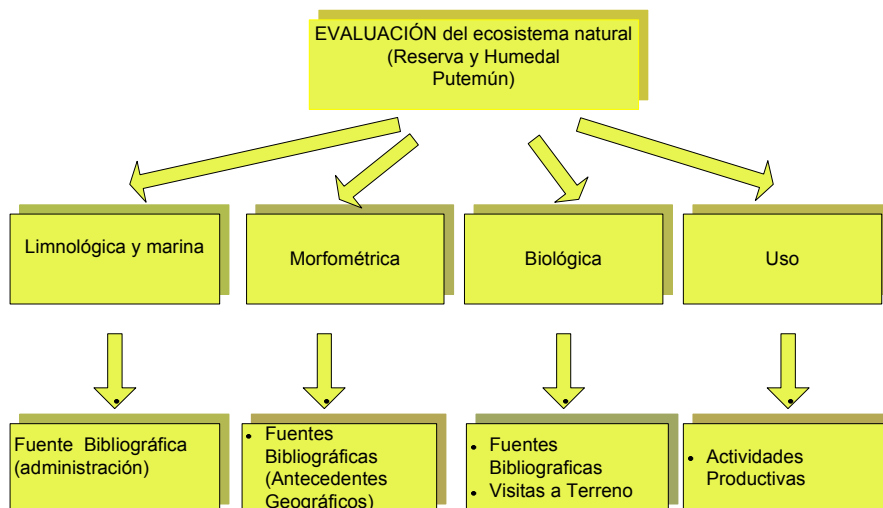 EVALUACIÓN del ecosistema natural
(Reserva y Humedal
Putemún)
Limnológica y marina
Morfométrica
Biológica
Uso
Fuente Bibliográfica
(administración)
• Fuentes
Bibliográficas
(Antecedentes
Geográficos)
• Fuentes
Bibliograficas
• Visitas a Terreno
• Actividades
Productivas